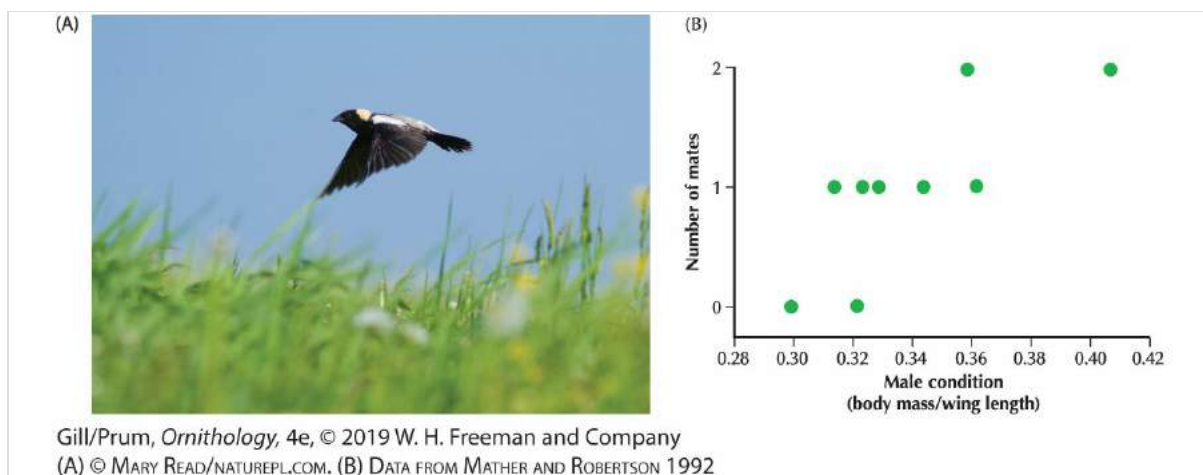 (A)
(B)
Number of mates
2
1
0
0.28 0.30 0.32 0.34 0.36 0.38 0.40 0.42
Male condition
(body mass/wing length)
Gill/Prum, Ornithology, 4e, © 2019 W. H. Freeman and Company
(A) © MARY READ/NATUREPL.COM. (B) DATA FROM MATHER AND ROBERTSON 1992